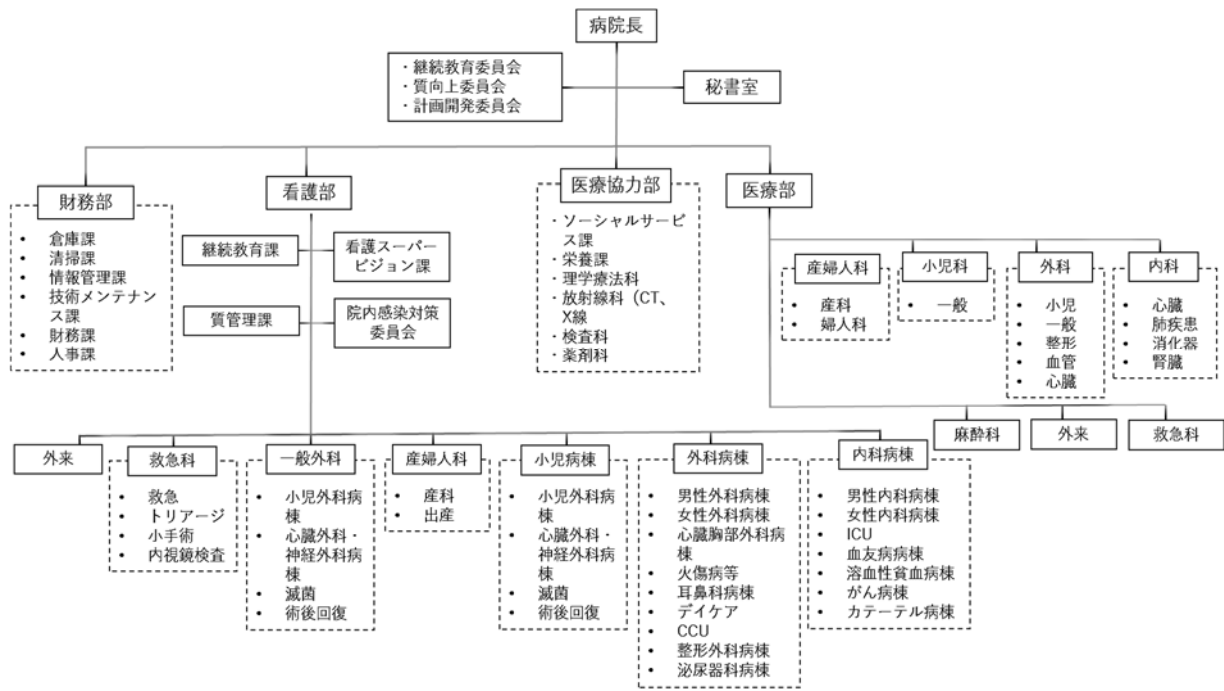 病院長
・継続教育委員会
・質向上委員会
・計画開発委員会
秘書室
財務部
• 倉庫課
• 清掃課
• 情報管理課
• 技術メンテナン
ス課
• 財務課
• 人事課
看護部
継続教育課
看護スーパー
ビジョン課
質管理課
院内感染対策
委員会
医療協力部
・ソーシャルサービ
ス課
・栄養課
・理学療法科
・放射線科（CT、
X線
・検査科
・薬剤科
医療部
産婦人科
• 産科
• 婦人科
小児科
• 一般
外科
• 小児
• 一般
• 整形
• 血管
• 心臓
内科
• 心臓
• 肺疾患
• 消化器
• 腎臓
麻酔科
外来
救急科
外来
救急科
• 救急
• トリアージ
• 小手術
• 内視鏡検査
一般外科
• 小児外科病
棟
• 心臓外科・
神経外科病
棟
• 滅菌
• 術後回復
産婦人科
• 産科
• 出産
小児病棟
• 小児外科病
棟
• 心臓外科・
神経外科病
棟
• 滅菌
• 術後回復
外科病棟
• 男性外科病棟
• 女性外科病棟
• 心臓胸部外科病
棟
• 火傷病等
• 耳鼻科病棟
• デイケア
• CCU
• 整形外科病棟
• 泌尿器科病棟
内科病棟
• 男性内科病棟
• 女性内科病棟
• ICU
• 血友病病棟
• 溶血性貧血病棟
• がん病棟
• カテーテル病棟